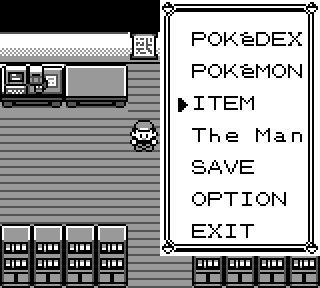 POKéDEX
POKéMON
ITEM
The Man
SAVE
OPTION
EXIT